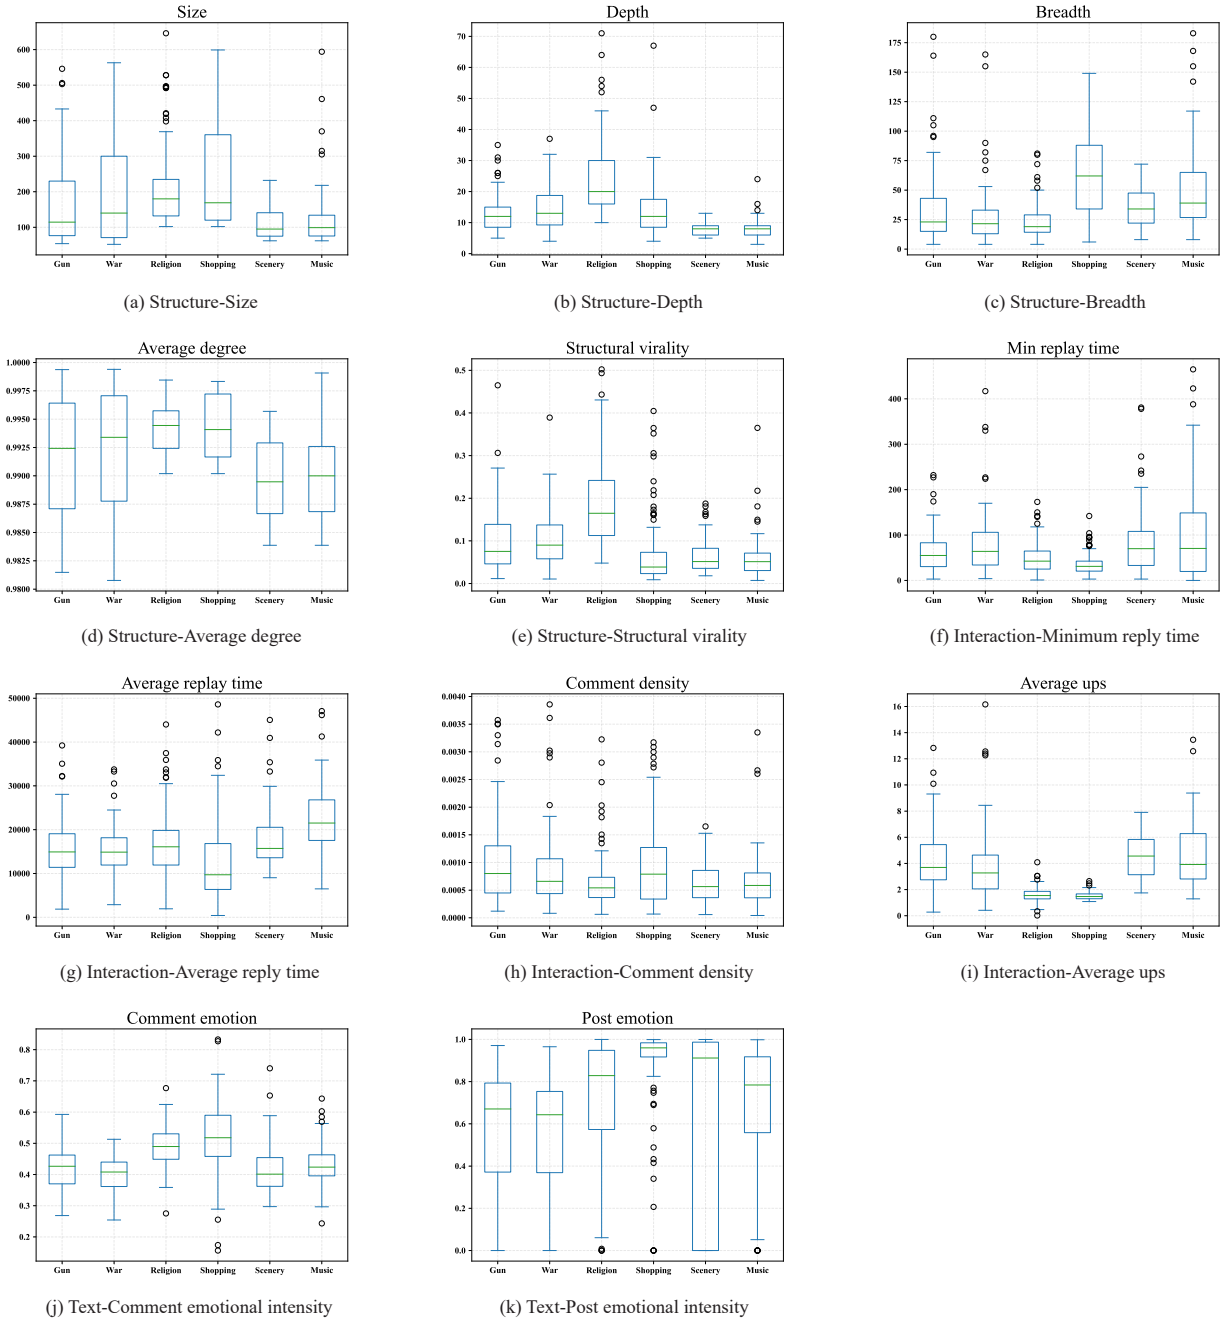 Size
Depth
Breadth
600
500
400
300
200
100
Gun War Religion Shopping Scenery Music
70
60
50
40
30
20
10
0
Gun War Religion Shopping Scenery Music
175
150
125
100
75
50
25
0
Gun War Religion Shopping Scenery Music
(a) Structure-Size
(b) Structure-Depth
(c) Structure-Breadth
Average degree
Structural virality
Min replay time
1.0000
0.9975
0.9950
0.9925
0.9900
0.9875
0.9850
0.9825
0.9800
Gun War Religion Shopping Scenery Music
0.5
0.4
0.3
0.2
0.1
0.0
Gun War Religion Shopping Scenery Music
400
300
200
100
0
Gun War Religion Shopping Scenery Music
(d) Structure-Average degree
(e) Structure-Structural virality
(f) Interaction-Minimum reply time
Average replay time
Comment density
Average ups
50000
40000
30000
20000
10000
0
Gun War Religion Shopping Scenery Music
0.0040
0.0035
0.0030
0.0025
0.0020
0.0015
0.0010
0.0005
0.0000
Gun War Religion Shopping Scenery Music
16
14
12
10
8
6
4
2
0
Gun War Religion Shopping Scenery Music
(g) Interaction-Average reply time
(h) Interaction-Comment density
(i) Interaction-Average ups
Comment emotion
Post emotion
0.8
0.7
0.6
0.5
0.4
0.3
0.2
Gun War Religion Shopping Scenery Music
1.0
0.8
0.6
0.4
0.2
0.0
Gun War Religion Shopping Scenery Music
(j) Text-Comment emotional intensity
(k) Text-Post emotional intensity